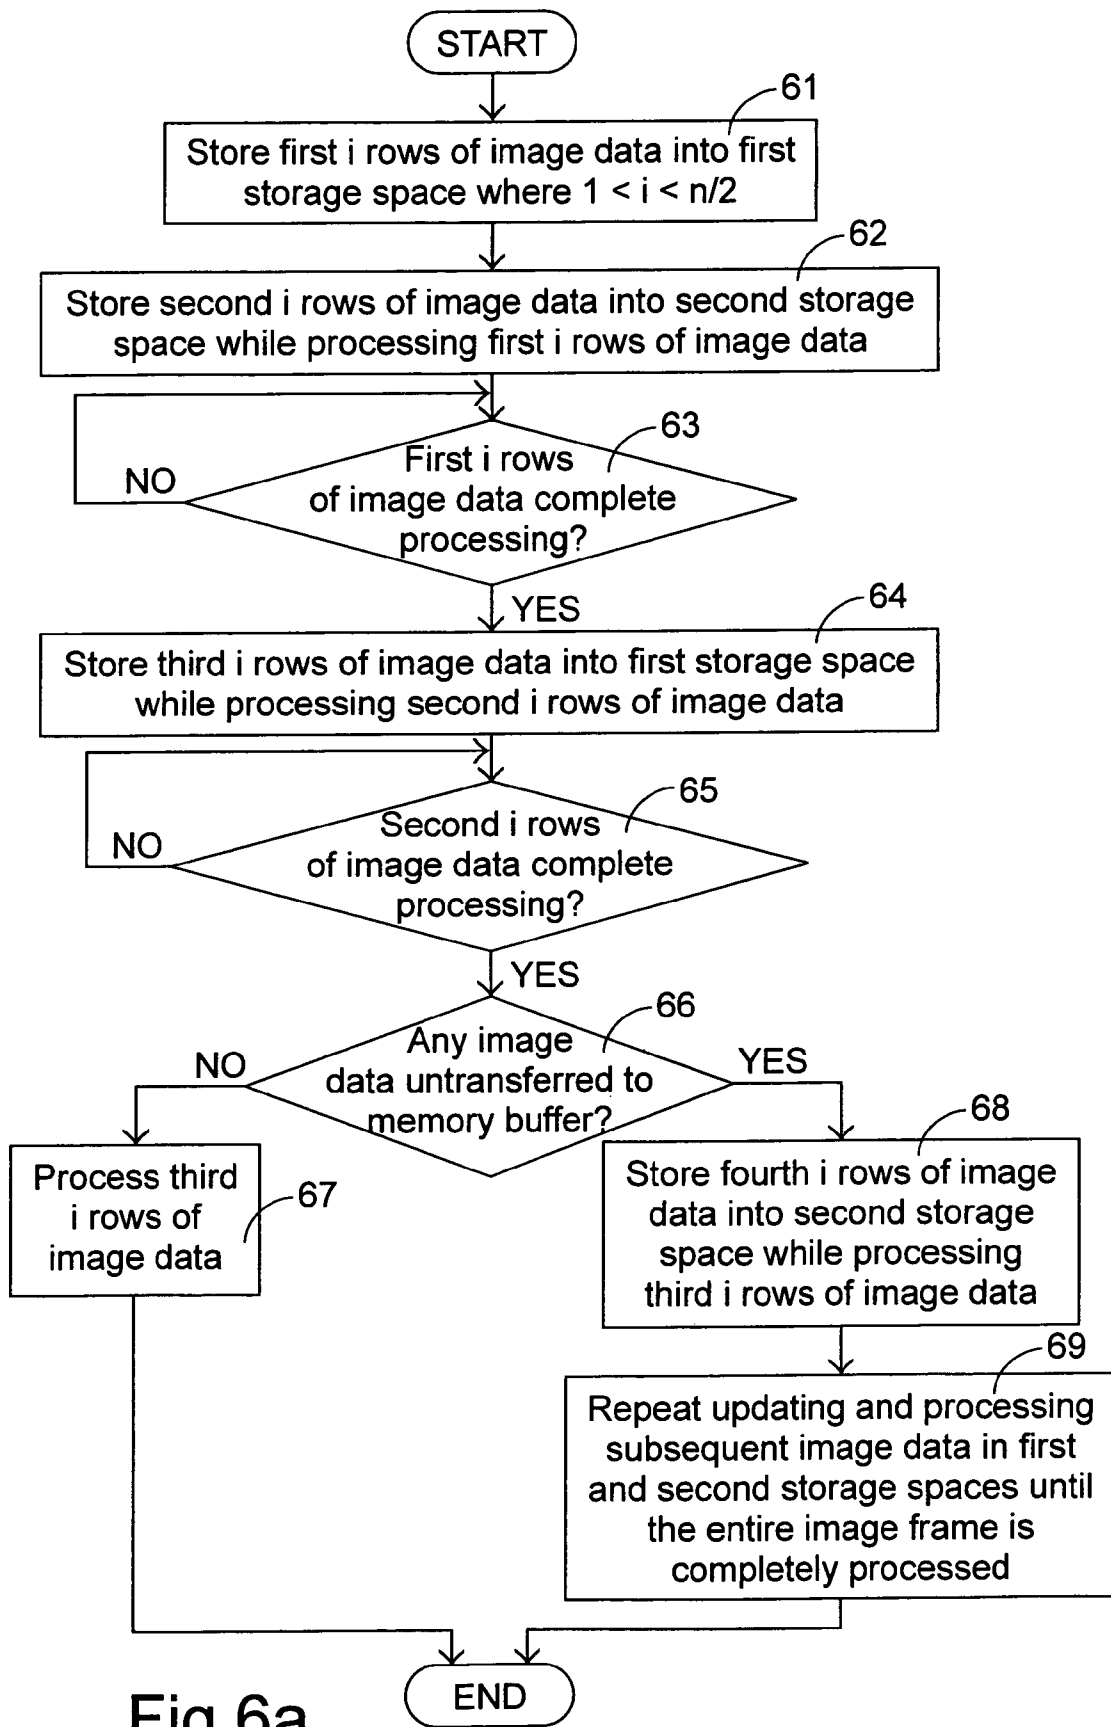 START
61
Store first i rows of image data into first
storage space where 1 < i < n/2
62
Store second i rows of image data into second storage
space while processing first i rows of image data
63
First i rows
of image data complete
processing?
NO
YES
64
Store third i rows of image data into first storage space
while processing second i rows of image data
65
Second i rows
of image data complete
processing?
NO
YES
66
Any image
data untransferred to
memory buffer?
NO
YES
67
Process third
i rows of
image data
68
Store fourth i rows of image
data into second storage
space while processing
third i rows of image data
69
Repeat updating and processing
subsequent image data in first
and second storage spaces until
the entire image frame is
completely processed
END
Fig.6a